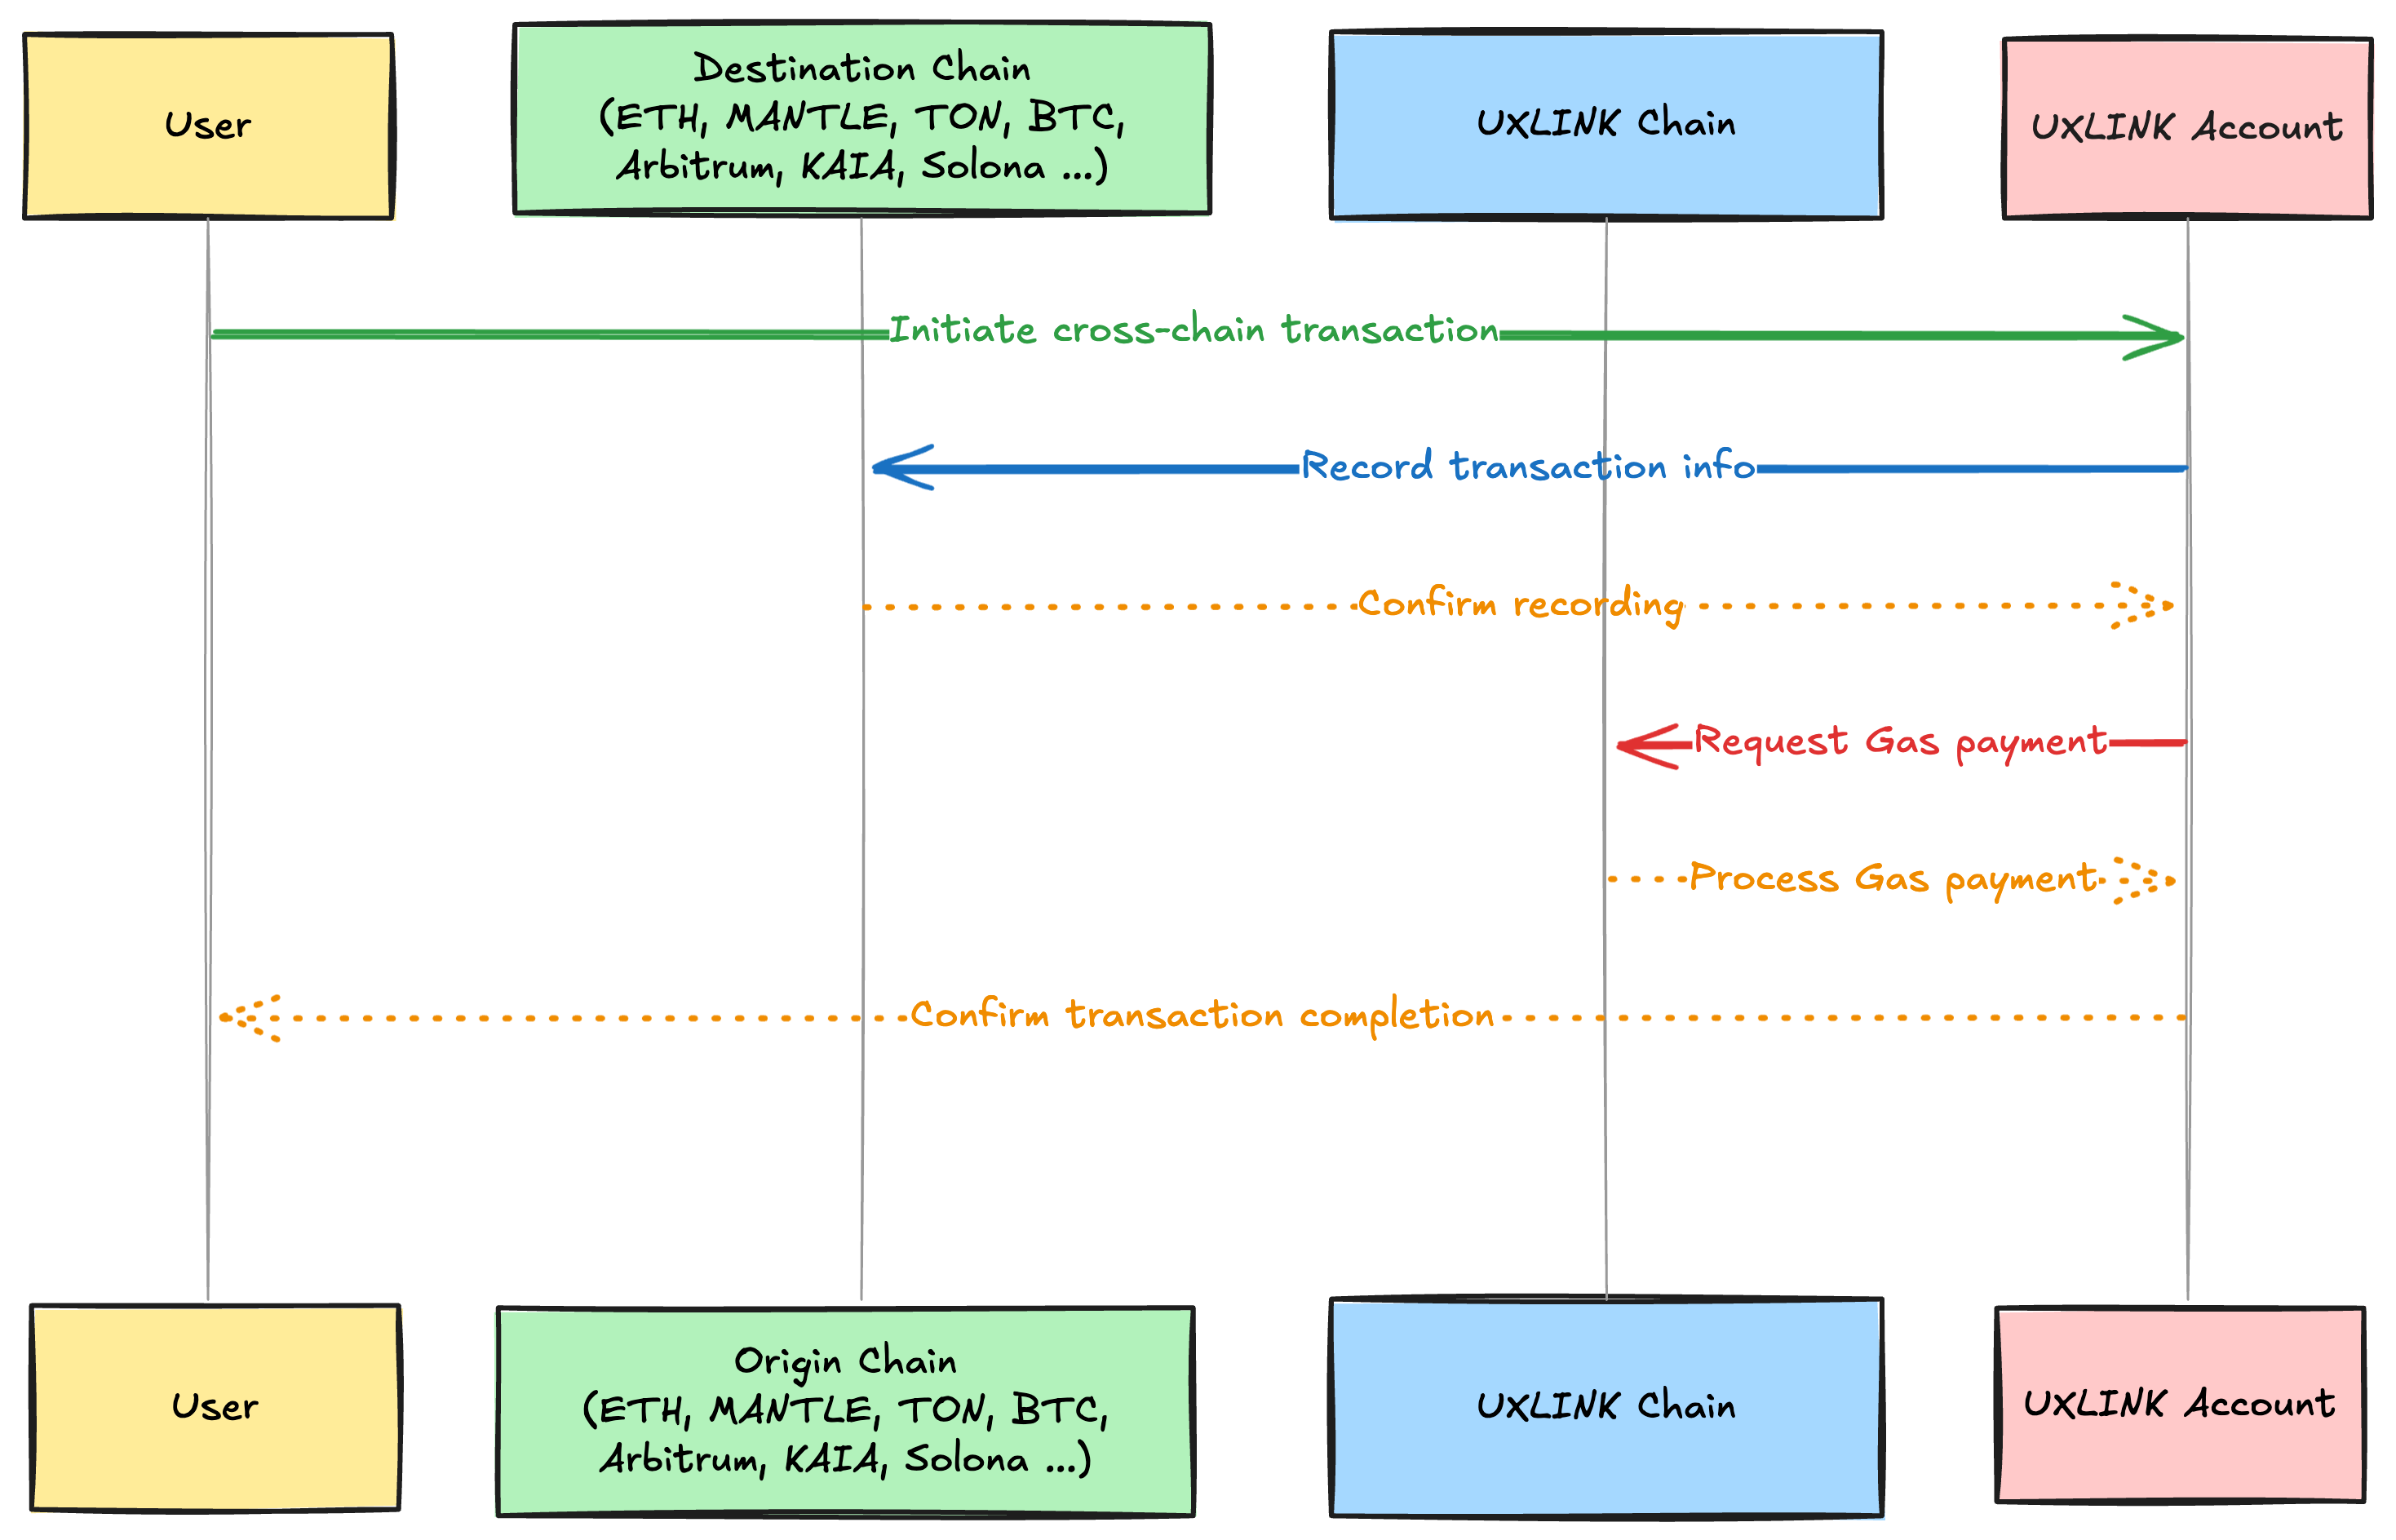 User
Destination Chain
(ETH, MANTLE, TON, BTC,
Arbitrum, KAIA, Solona ...)
UXLINK Chain
UXLINK Account
Initiate cross-chain transaction
Record transaction info
Confirm recording
Request Gas payment
Process Gas payment
Confirm transaction completion
User
Origin Chain
(ETH, MANTLE, TON, BTC,
Arbitrum, KAIA, Solona ...)
UXLINK Chain
UXLINK Account